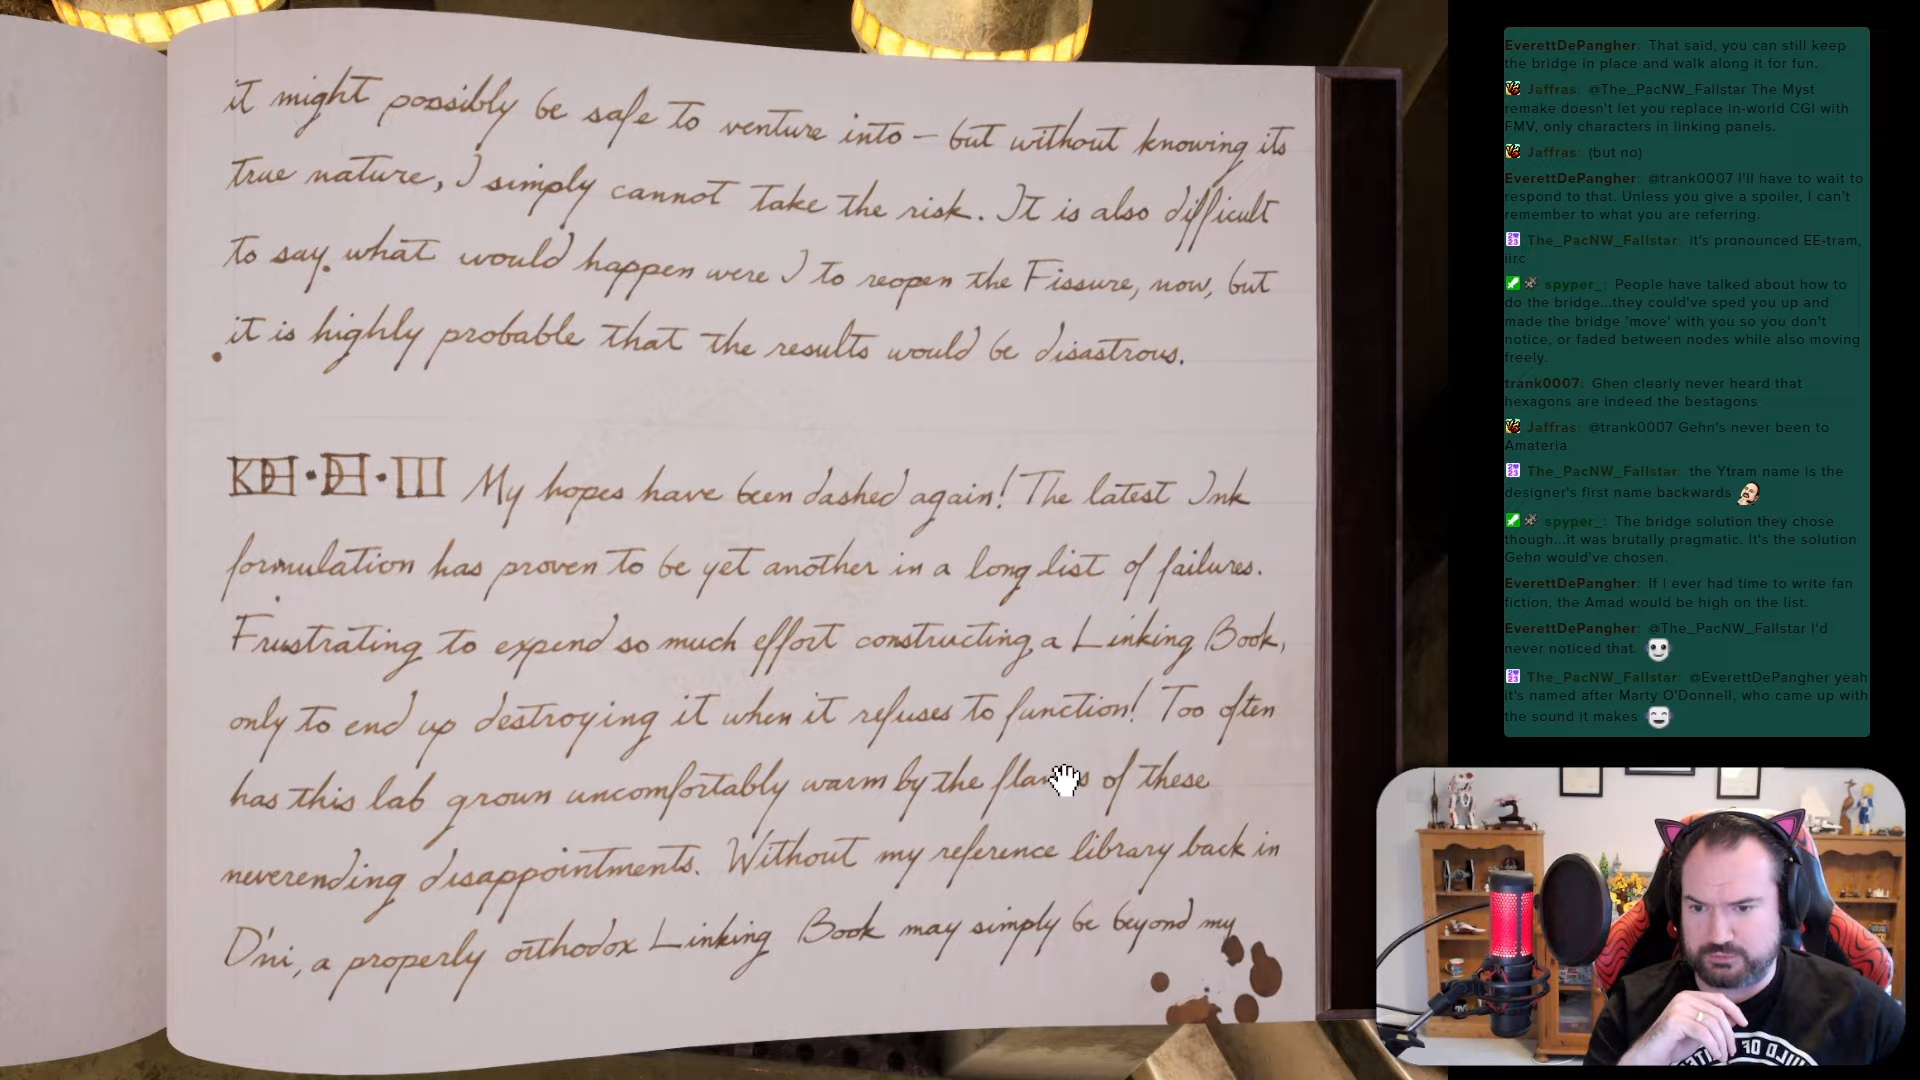 it might possibly be safe to venture into – but without knowing its
true nature, I simply cannot take the risk. It is also difficult
to say what would happen were I to reopen the Fissure, now, but
it is highly probable that the results would be disastrous.
My hopes have been dashed again! The latest Ink
formulation has proven to be yet another in a long list of failures.
Frustrating to expend so much effort constructing a Linking Book,
only to end up destroying it when it refuses to function! Too often
has this lab grown uncomfortably warm by the flames of these
neverending disappointments. Without my reference library back in
D'ni, a properly orthodox Linking Book may simply be beyond my
EverettDePangher: That said, you can still keep
the bridge in place and walk along it for fun.
Jaffras: @The_PacNW_Fallstar The Myst
remake doesn't let you replace in-world CGI with
FMV, only characters in linking panels.
Jaffras: (but no)
EverettDePangher: @trank0007 I'll have to wait to
respond to that. Unless you give a spoiler, I can't
remember to what you are referring.
The_PacNW_Fallstar: it's pronounced EE-tram,
iirc
spyper_: People have talked about how to
do the bridge...they could've sped you up and
made the bridge 'move' with you so you don't
notice, or faded between nodes while also moving
freely.
trank0007: Ghen clearly never heard that
hexagons are indeed the bestagons
Jaffras: @trank0007 Gehn's never been to
Amateria
The_PacNW_Fallstar: the Ytram name is the
designer's first name backwards
spyper_: The bridge solution they chose
though...it was brutally pragmatic. It's the solution
Gehn would've chosen.
EverettDePangher: If I ever had time to write fan
fiction, the Amad would be high on the list.
EverettDePangher: @The_PacNW_Fallstar I'd
never noticed that.
The_PacNW_Fallstar: @EverettDePangher yeah
it's named after Marty O'Donnell, who came up with
the sound it makes